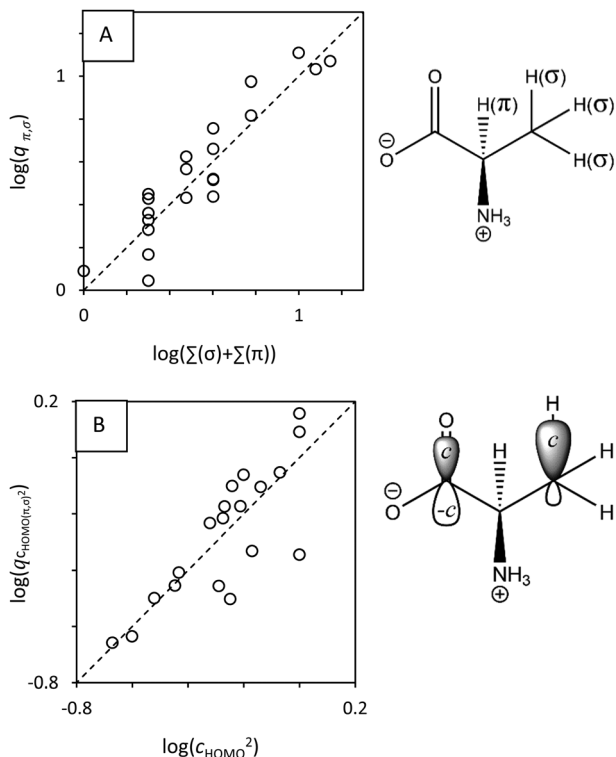 A
1
log(q π,σ)
0
0
1
log(∑(σ)+∑(π))
O
H(π)
H(σ)
H(σ)
H(σ)
⊖
O
NH₃
⊕
0.2
B
log(qcHOMO(π,σ)²)
-0.8
-0.8
0.2
log(cHOMO²)
O
c
-c
H
H
c
H
H
⊖
O
NH₃
⊕